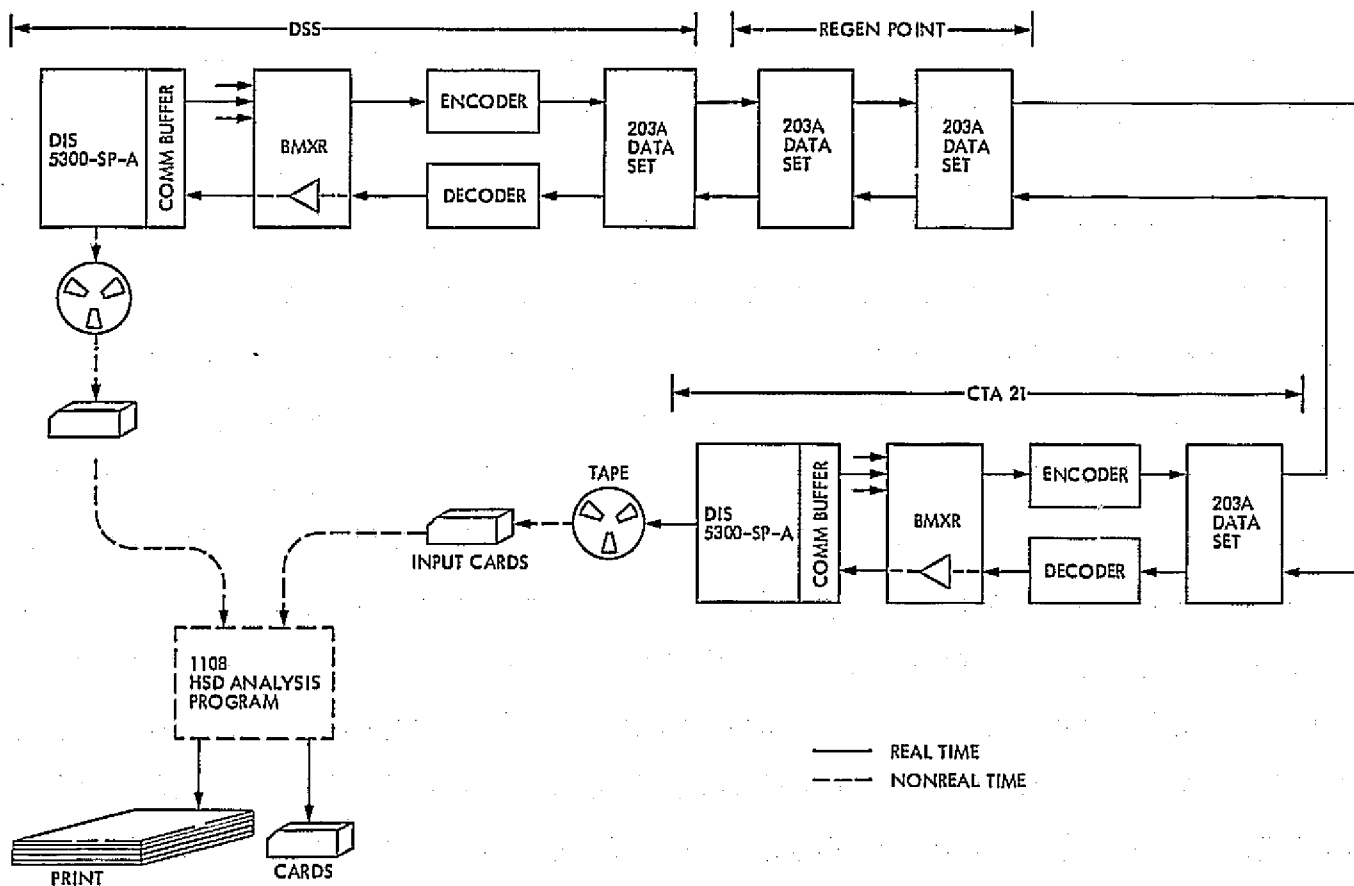 DSS
REGEN POINT
DIS
5300-SP-A
COMM BUFFER
BMXR
ENCODER
DECODER
203A
DATA
SET
203A
DATA
SET
203A
DATA
SET
CTA 21
DIS
5300-SP-A
COMM BUFFER
BMXR
ENCODER
DECODER
203A
DATA
SET
TAPE
INPUT CARDS
1108
HSD ANALYSIS
PROGRAM
REAL TIME
NONREAL TIME
PRINT
CARDS